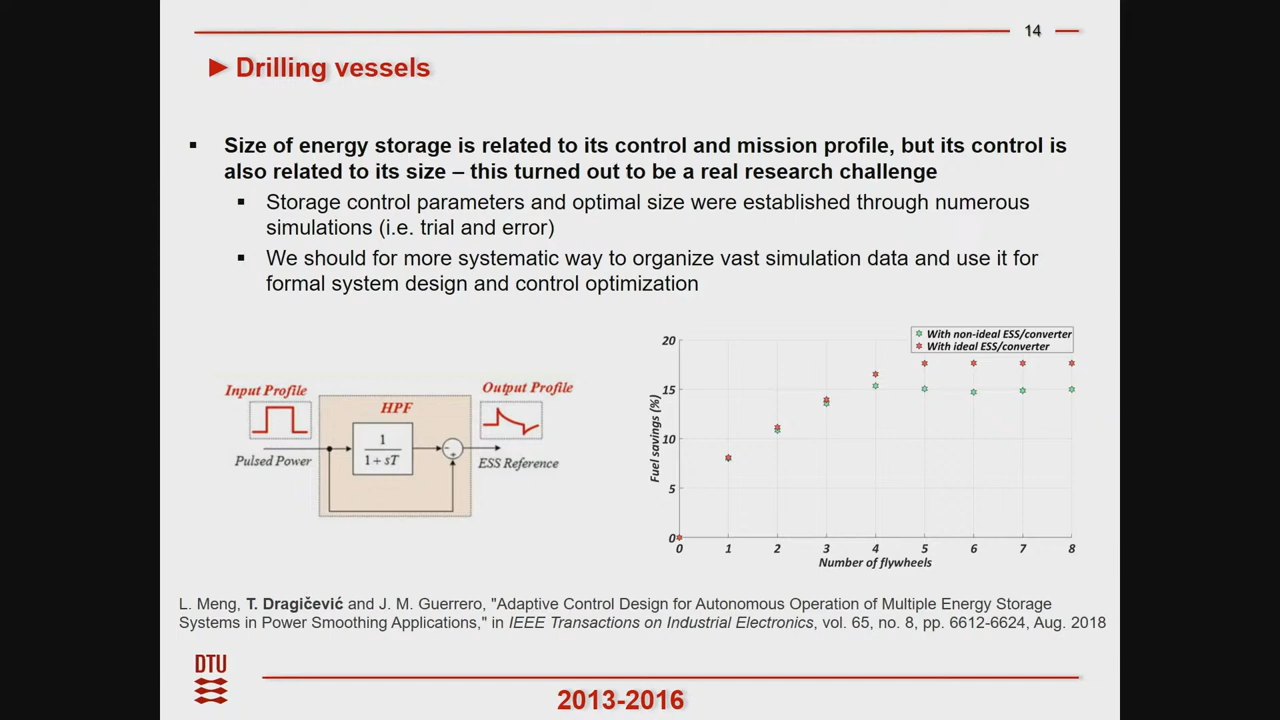 14
► Drilling vessels
▪ Size of energy storage is related to its control and mission profile, but its control is
also related to its size – this turned out to be a real research challenge
▪ Storage control parameters and optimal size were established through numerous
simulations (i.e. trial and error)
▪ We should for more systematic way to organize vast simulation data and use it for
formal system design and control optimization
Input Profile
HPF
Output Profile
1
1+sT
-
+
Pulsed Power
ESS Reference
With non-ideal ESS/converter
With ideal ESS/converter
20
15
10
5
0
Fuel savings (%)
0 1 2 3 4 5 6 7 8
Number of flywheels
L. Meng, T. Dragičević and J. M. Guerrero, "Adaptive Control Design for Autonomous Operation of Multiple Energy Storage
Systems in Power Smoothing Applications," in IEEE Transactions on Industrial Electronics, vol. 65, no. 8, pp. 6612-6624, Aug. 2018
DTU
2013-2016